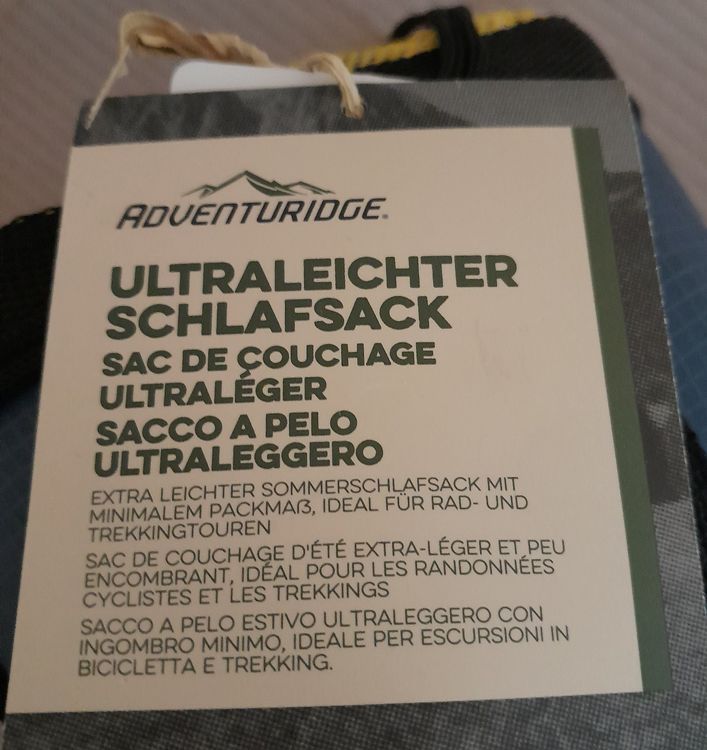 ADVENTURIDGE®
ULTRALEICHTER
SCHLAFSACK
SAC DE COUCHAGE
ULTRALÉGER
SACCO A PELO
ULTRALEGGERO
EXTRA LEICHTER SOMMERSCHLAFSACK MIT
MINIMALEM PACKMAß, IDEAL FÜR RAD- UND
TREKKINGTOUREN
SAC DE COUCHAGE D'ÉTÉ EXTRA-LÉGER ET PEU
ENCOMBRANT, IDÉAL POUR LES RANDONNÉES
CYCLISTES ET LES TREKKINGS
SACCO A PELO ESTIVO ULTRALEGGERO CON
INGOMBRO MINIMO, IDEALE PER ESCURSIONI IN
BICICLETTA E TREKKING.